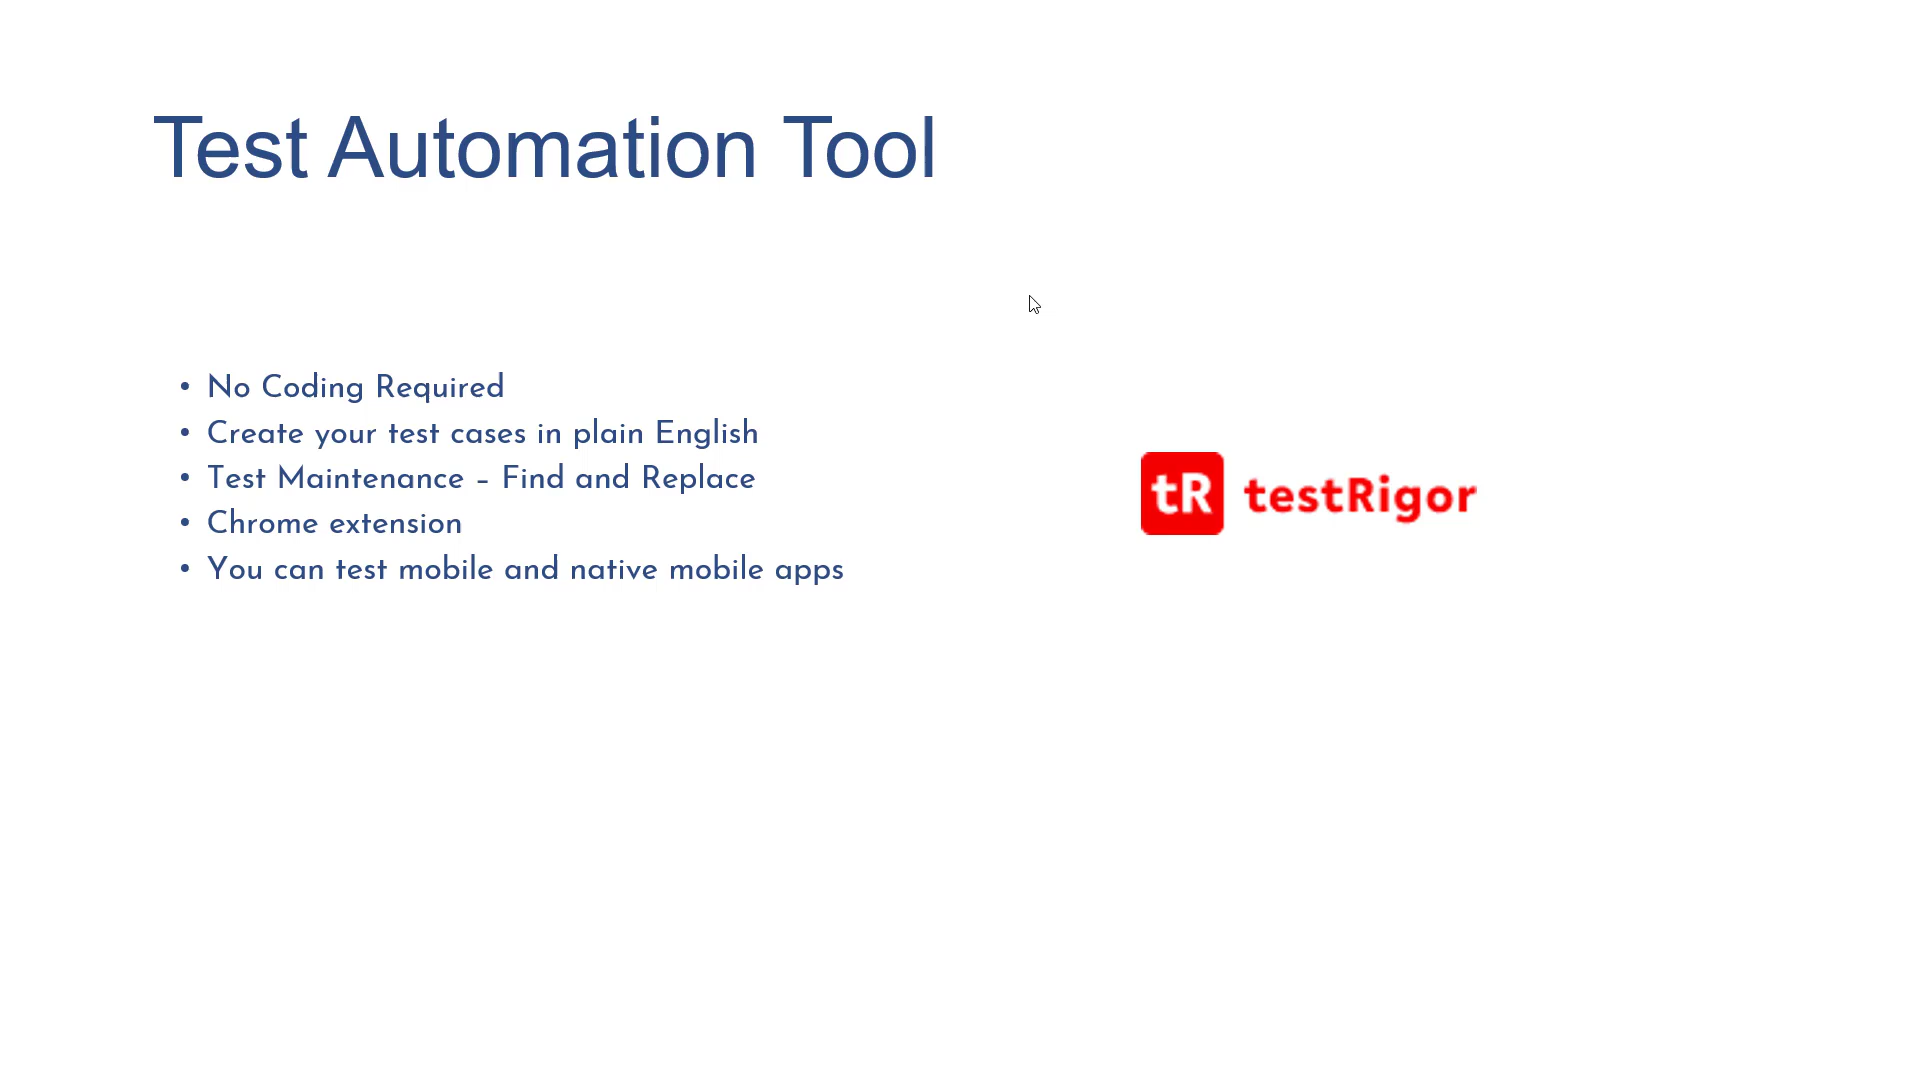 Test Automation Tool
• No Coding Required
• Create your test cases in plain English
• Test Maintenance – Find and Replace
• Chrome extension
• You can test mobile and native mobile apps
tR testRigor